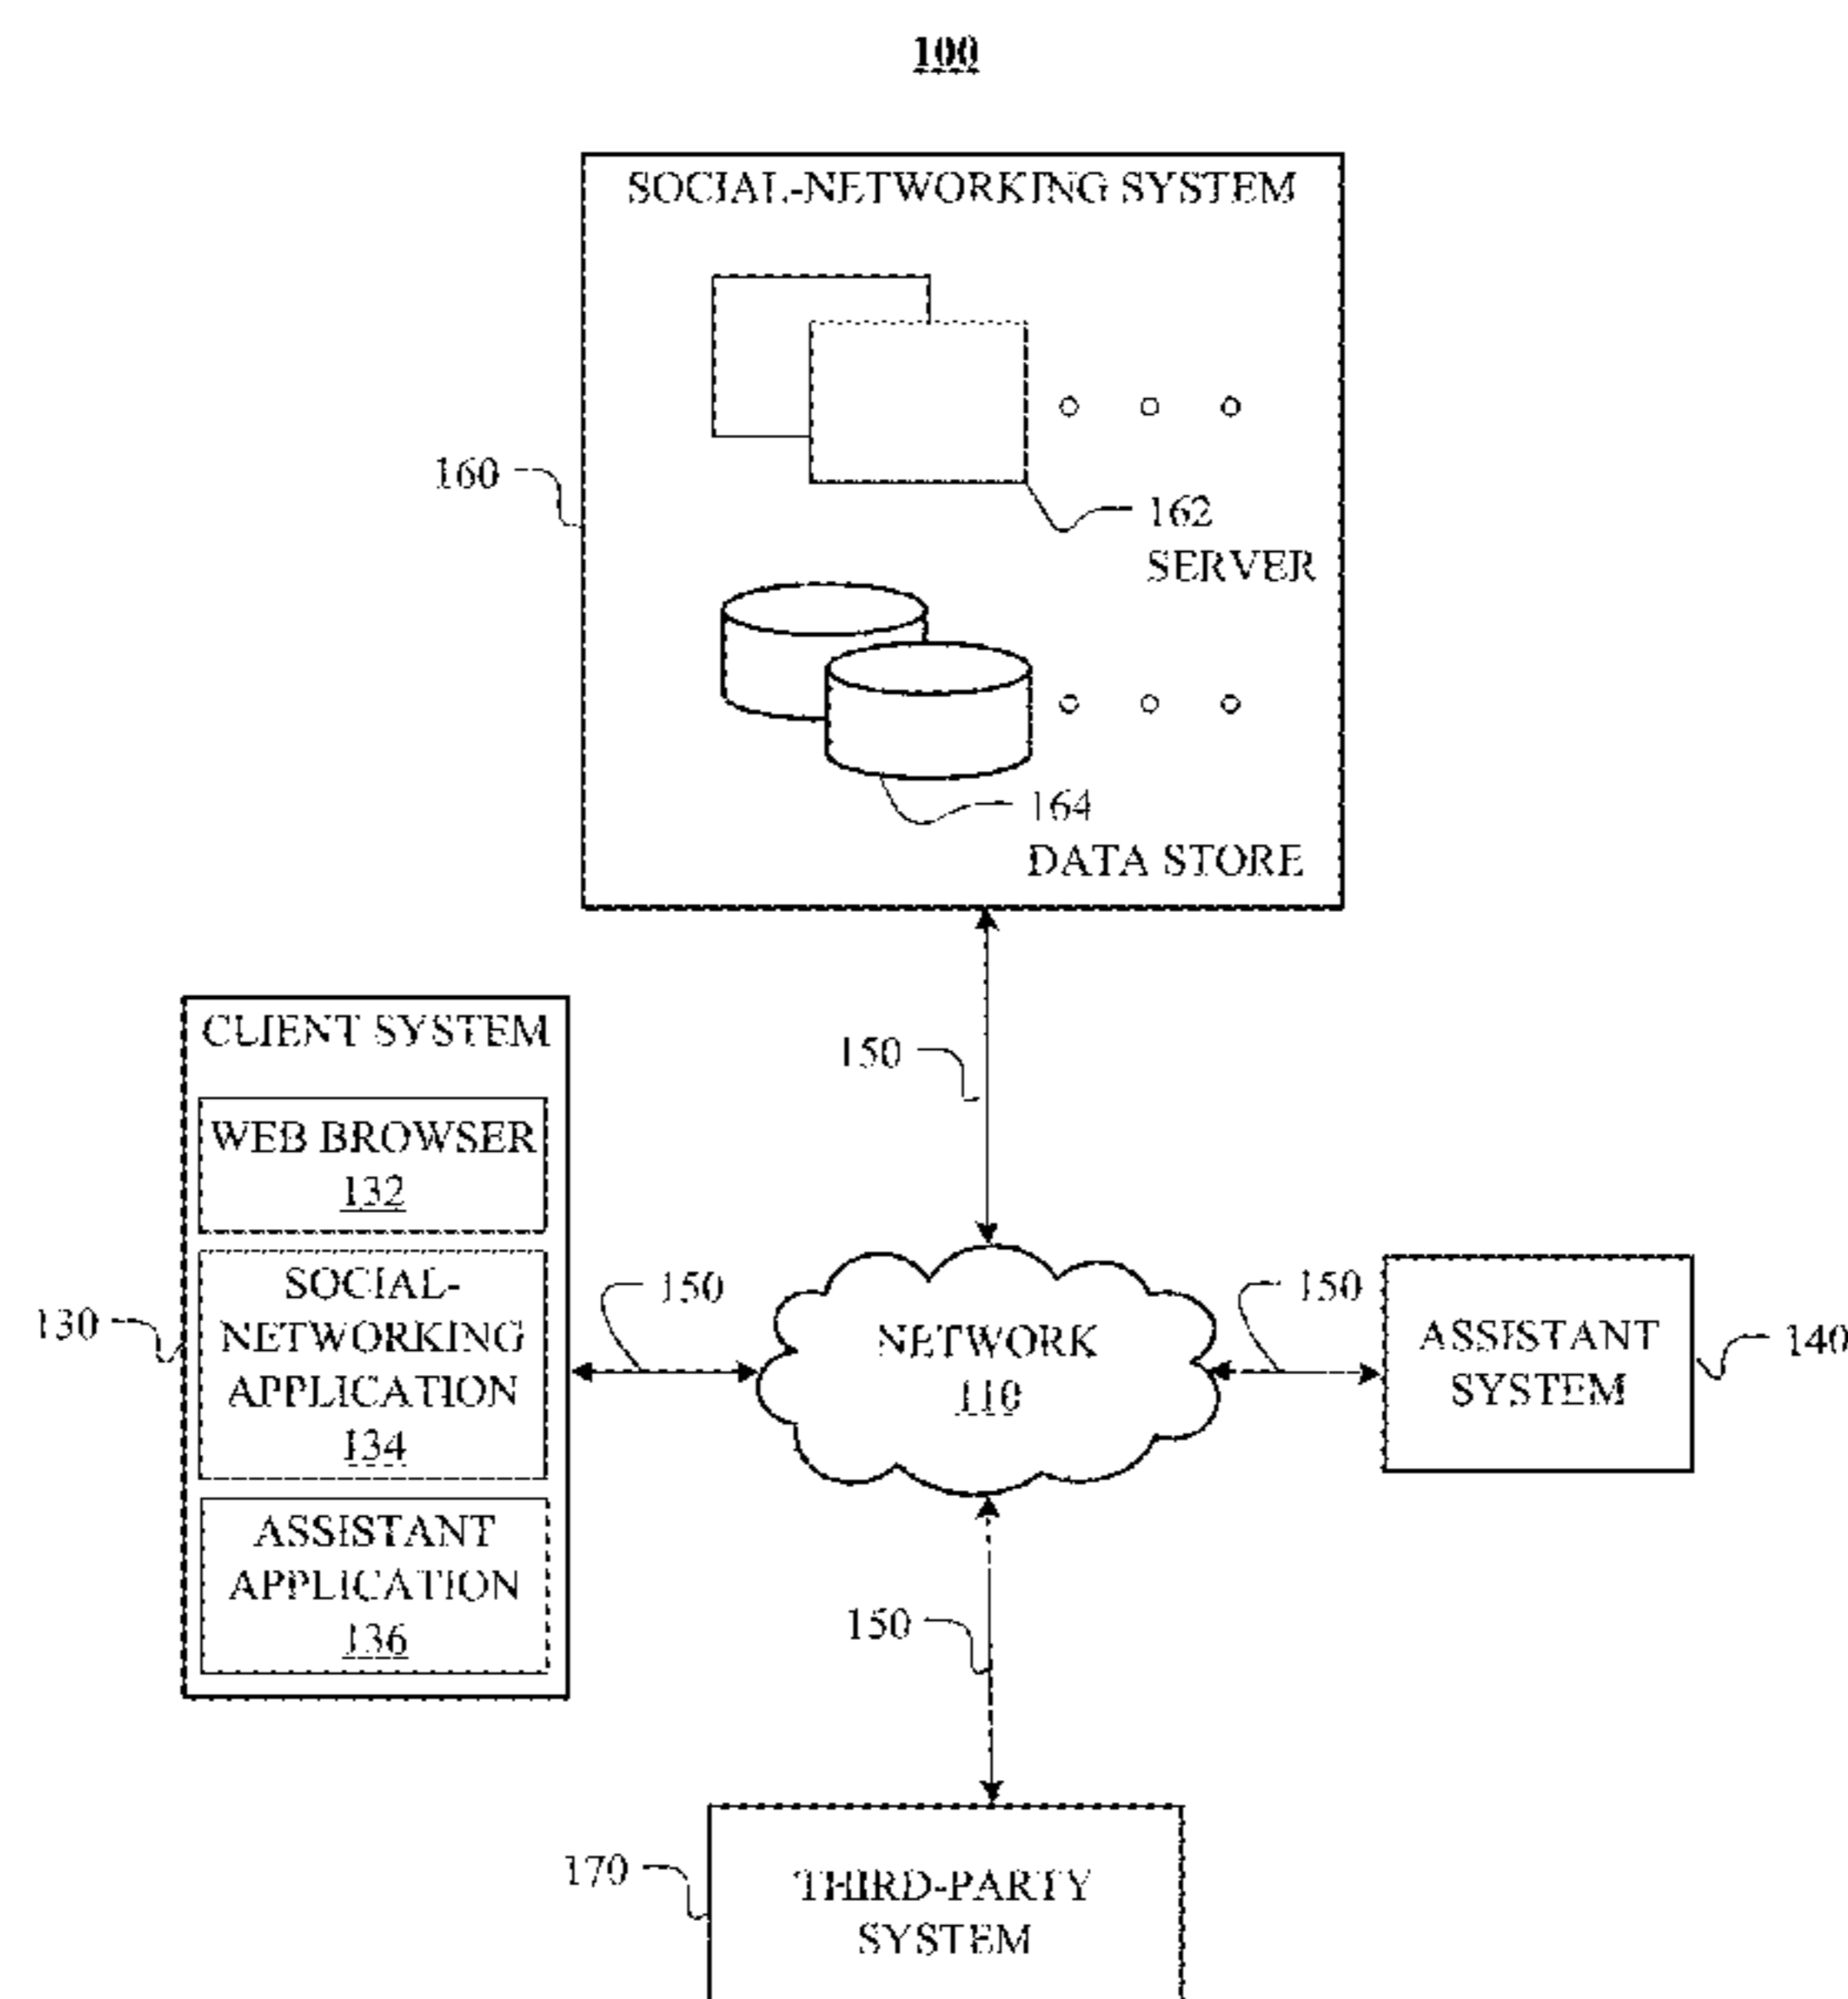 100
SOCIAL-NETWORKING SYSTEM
160
162
SERVER
164
DATA STORE
CLIENT SYSTEM
WEB BROWSER
132
SOCIAL-
NETWORKING
APPLICATION
134
ASSISTANT
APPLICATION
136
130
150
150
NETWORK
110
150
ASSISTANT
SYSTEM
140
150
170
THIRD-PARTY
SYSTEM